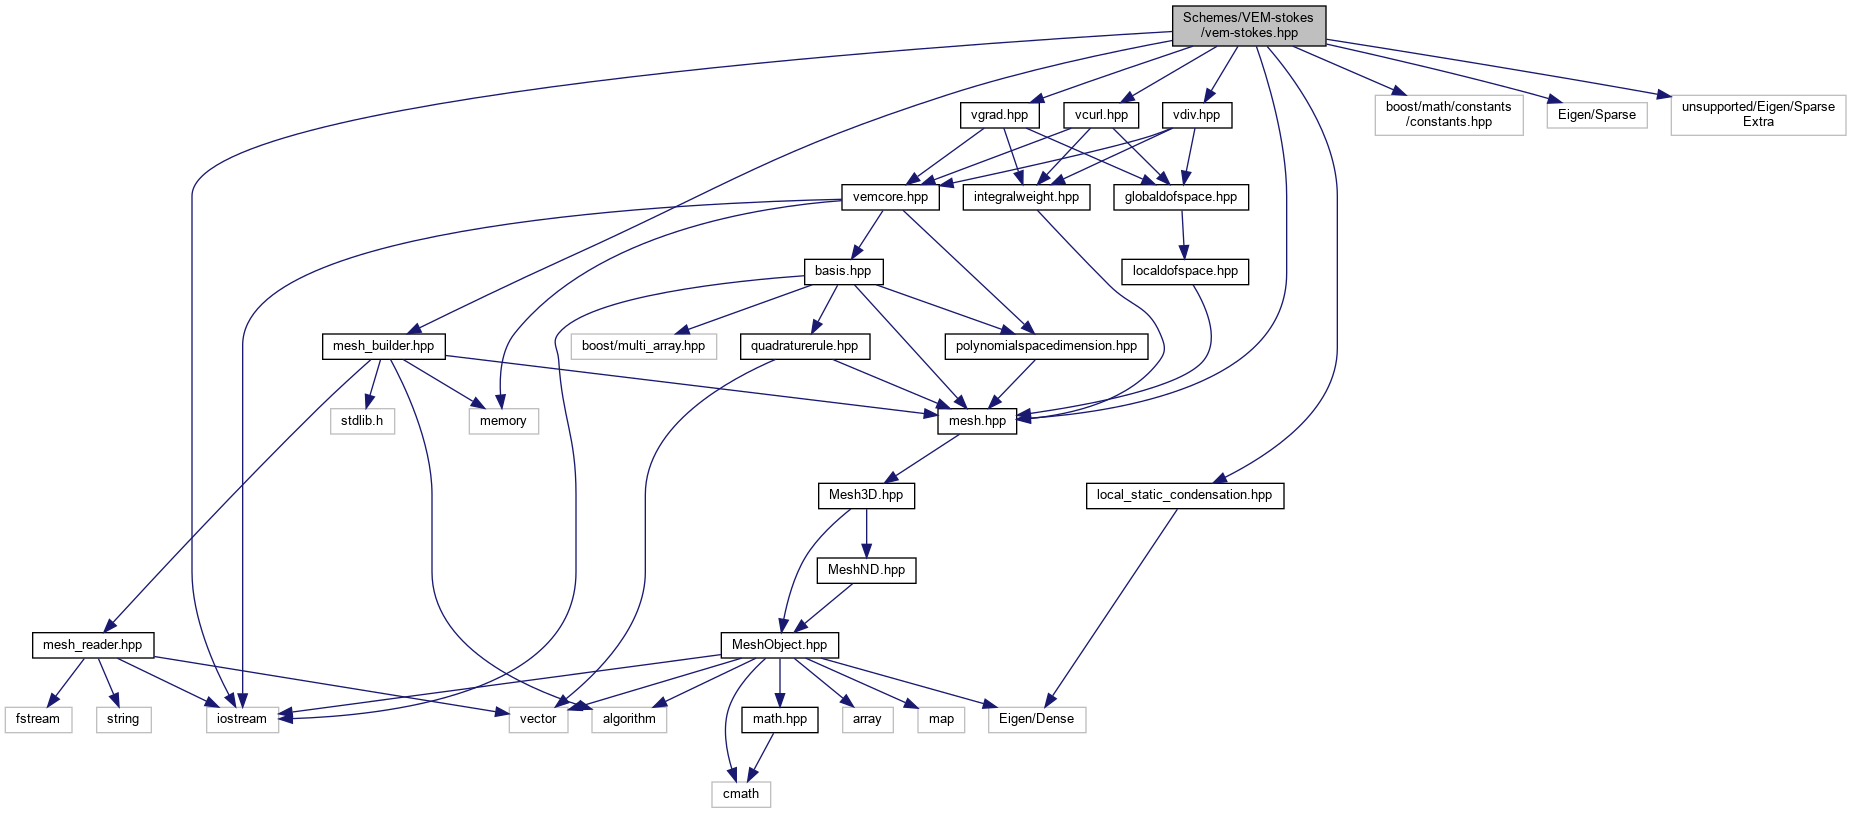 Schemes/VEM-stokes
/vem-stokes.hpp
vgrad.hpp
vcurl.hpp
vdiv.hpp
boost/math/constants
/constants.hpp
Eigen/Sparse
unsupported/Eigen/Sparse
Extra
vemcore.hpp
integralweight.hpp
globaldofspace.hpp
basis.hpp
localdofspace.hpp
mesh_builder.hpp
boost/multi_array.hpp
quadraturerule.hpp
polynomialspacedimension.hpp
stdlib.h
memory
mesh.hpp
Mesh3D.hpp
local_static_condensation.hpp
MeshND.hpp
mesh_reader.hpp
MeshObject.hpp
fstream
string
iostream
vector
algorithm
math.hpp
array
map
Eigen/Dense
cmath